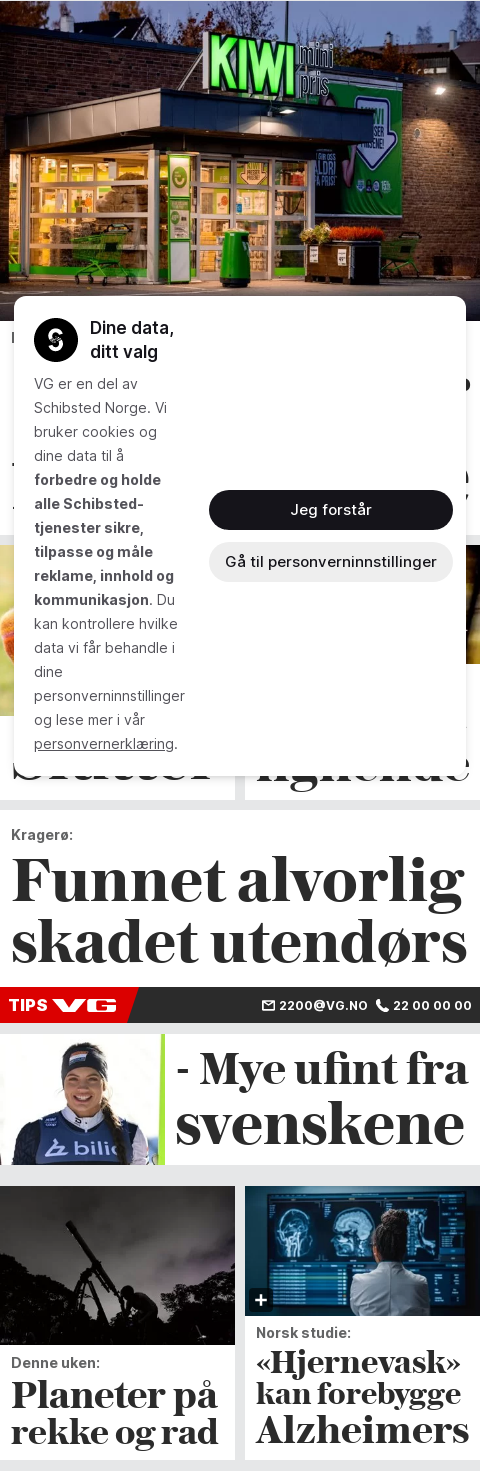 KIWI mini
pris
Dine data,
ditt valg
VG er en del av
Schibsted Norge. Vi
bruker cookies og
dine data til å
forbedre og holde
alle Schibsted-
tjenester sikre,
tilpasse og måle
reklame, innhold og
kommunikasjon. Du
kan kontrollere hvilke
data vi får behandle i
dine
personverninnstillinger
og lese mer i vår
personvernerklæring.
Jeg forstår
Gå til personverninnstillinger
lignende
Kragerø:
Funnet alvorlig
skadet utendørs
TIPS VG
2200@VG.NO 22 00 00 00
bilio
- Mye ufint fra
svenskene
Denne uken:
Planeter på
rekke og rad
Norsk studie:
«Hjernevask»
kan forebygge
Alzheimers